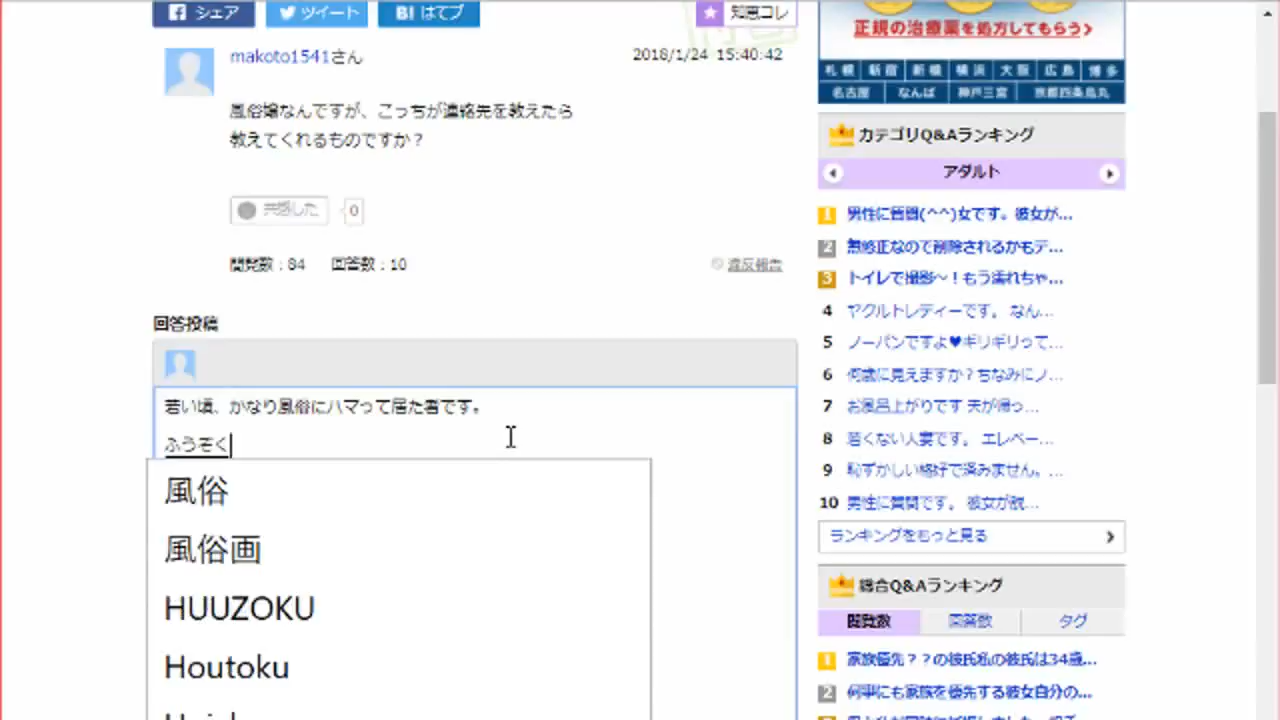 シェア
ツイート
B! はてブ
知恵コレ
makoto1541さん
2018/1/24 15:40:42
風俗嬢なんですが、こっちが連絡先を教えたら
教えてくれるものですか？
共感した
0
閲覧数：84 回答数：10
違反報告
回答投稿
若い頃、かなり風俗にハマって居た者です。
ふうぞく
風俗
風俗画
HUUZOKU
Houtoku
正規の治療薬を処方してもらう
札幌 新宿 新橋 横浜 大阪 広島 博多
名古屋 なんば 神戸三宮 京都四条烏丸
カテゴリQ&Aランキング
アダルト
1 男性に質問(^^)女です。彼女が...
2 無修正なので削除されるかもデ...
3 トイレで撮影～！もう濡れちゃ...
4 ヤクルトレディーです。 なん...
5 ノーパンですよ♥ギリギリって...
6 何歳に見えますか？ちなみにノ...
7 お風呂上がりです 夫が帰っ...
8 若くない人妻です。 エレベー...
9 恥ずかしい格好で済みません。...
10 男性に質問です。 彼女が脱...
ランキングをもっと見る
総合Q&Aランキング
閲覧数 回答数 タグ
1 家族優先？？の彼氏私の彼氏は34歳...
2 何事にも家族を優先する彼女自分の...